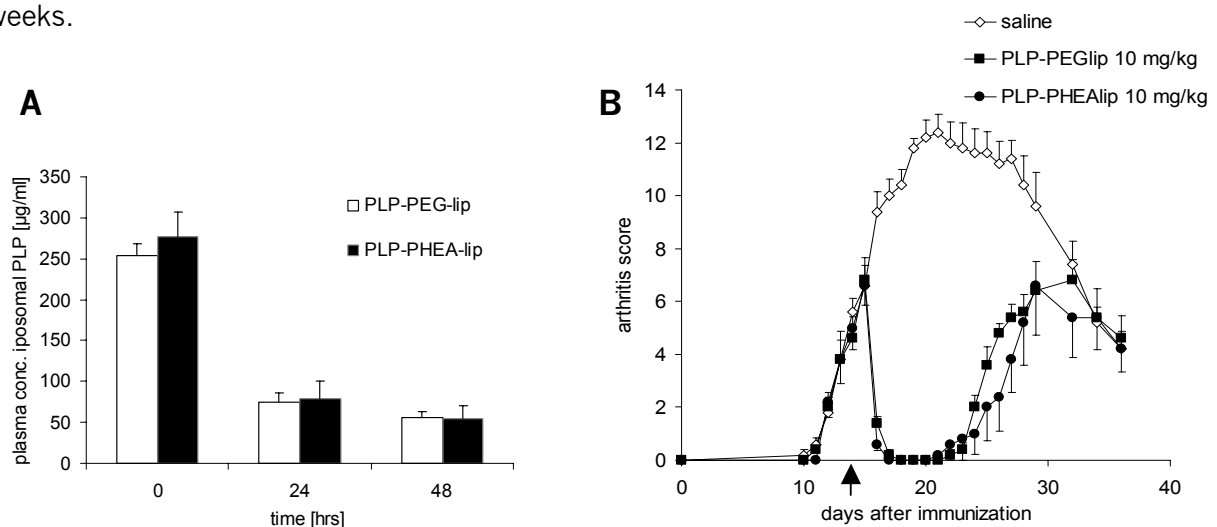 weeks.
A
plasma conc. iposomal PLP [µg/ml]
350
300
250
200
150
100
50
0
PLP-PEG-lip
PLP-PHEA-lip
0 24 48
time [hrs]
B
saline
PLP-PEGlip 10 mg/kg
PLP-PHEAlip 10 mg/kg
arthritis score
14
12
10
8
6
4
2
0
0 10 20 30 40
days after immunization